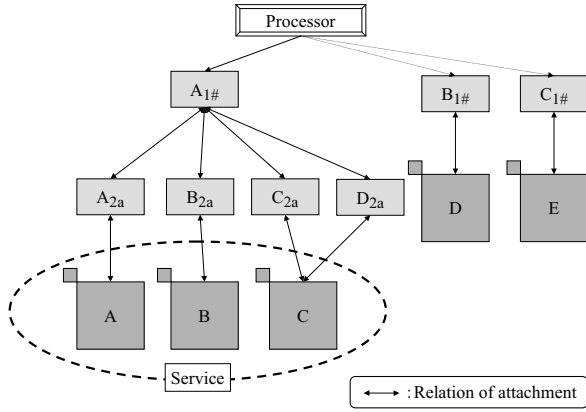 Processor
A1#
B1#
C1#
A2a
B2a
C2a
D2a
D
E
A
B
C
Service
: Relation of attachment